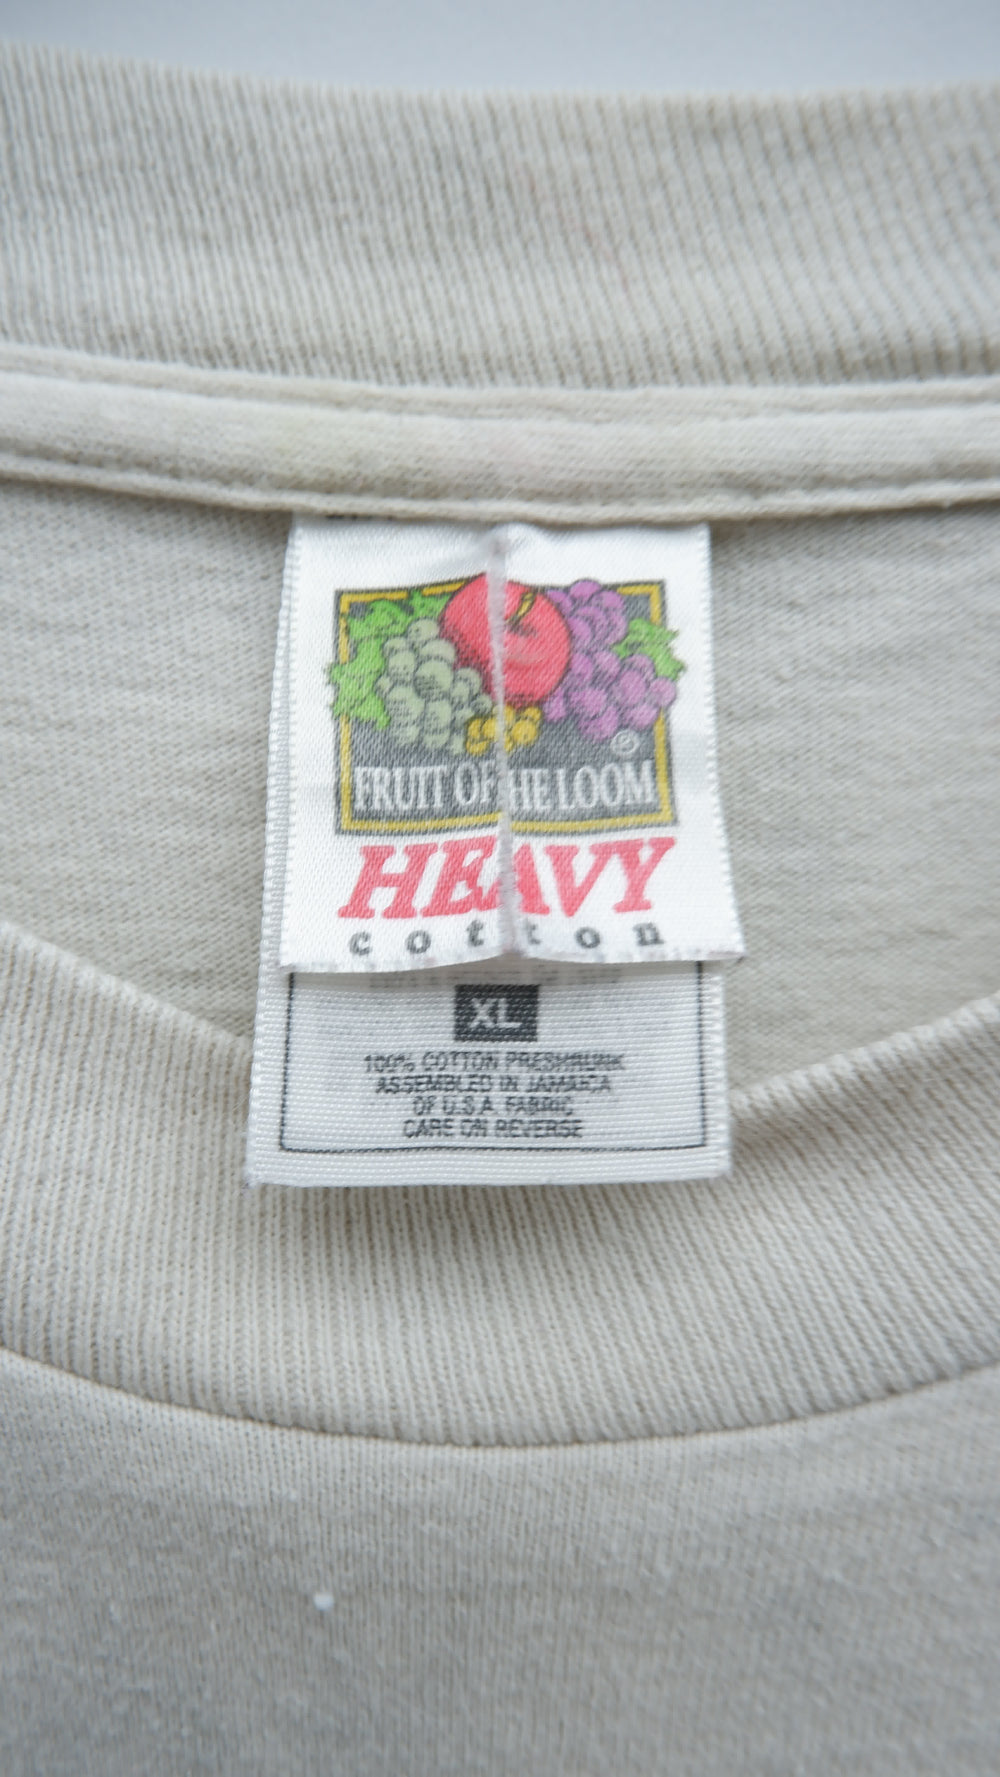 ®
FRUIT OF THE LOOM
HEAVY
cotton
XL
100% COTTON PRESHRUNK
ASSEMBLED IN JAMAICA
OF U.S.A. FABRIC
CARE ON REVERSE